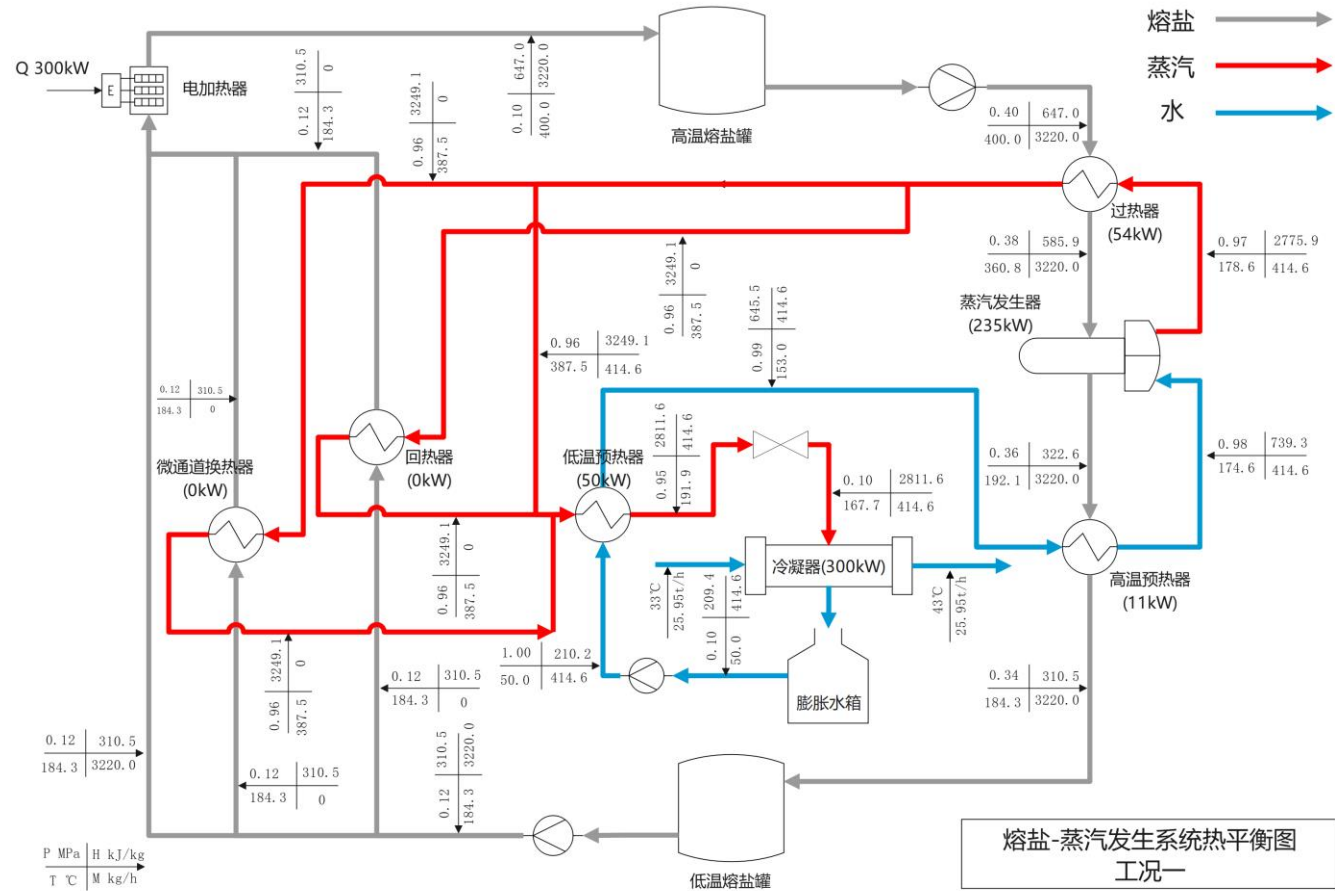 熔盐
蒸汽
水
Q 300kW
E
电加热器
310.5 0
0.12 184.3
3249.1 0
0.96 387.5
647.0 3220.0
0.10 400.0
高温熔盐罐
0.40 647.0
400.0 3220.0
过热器
(54kW)
0.38 585.9
360.8 3220.0
0.97 2775.9
178.6 414.6
3249.1 0
0.96 387.5
645.5 414.6
0.99 153.0
蒸汽发生器
(235kW)
0.96 3249.1
387.5 414.6
0.12 310.5
184.3 0
2811.6 414.6
0.95 191.9
微通道换热器
(0kW)
回热器
(0kW)
低温预热器
(50kW)
0.10 2811.6
167.7 414.6
0.36 322.6
192.1 3220.0
0.98 739.3
174.6 414.6
3249.1 0
0.96 387.5
冷凝器(300kW)
33℃
25.95t/h
43℃
25.95t/h
209.4 414.6
0.10 50.0
高温预热器
(11kW)
3249.1 0
0.96 387.5
1.00 210.2
50.0 414.6
膨胀水箱
0.12 310.5
184.3 0
0.34 310.5
184.3 3220.0
0.12 310.5
184.3 3220.0
0.12 310.5
184.3 0
310.5 3220.0
0.12 184.3
低温熔盐罐
P MPa H kJ/kg
T ℃ M kg/h
熔盐-蒸汽发生系统热平衡图
工况一